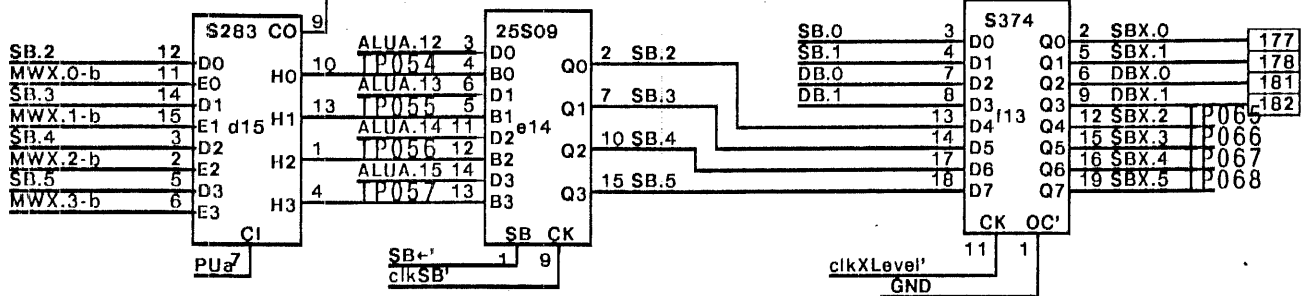 S283 CO 9
SB.2 12 D0
MWX.0-b 11 E0
SB.3 14 D1
MWX.1-b 15 E1
SB.4 3 D2
MWX.2-b 2 E2
SB.5 5 D3
MWX.3-b 6 E3
d15
H0 10
H1 13
H2 1
H3 4
CI
PUa 7
25S09
ALUA.12 3 D0
TP054 4 B0
ALUA.13 6 D1
TP055 5 B1
ALUA.14 11 D2
TP056 12 B2
ALUA.15 14 D3
TP057 13 B3
e14
Q0 2 SB.2
Q1 7 SB.3
Q2 10 SB.4
Q3 15 SB.5
SB CK
SB←' 1 9
clkSB'
S374
SB.0 3 D0
SB.1 4 D1
DB.0 7 D2
DB.1 8 D3
13 D4
14 D5
17 D6
18 D7
f13
Q0 2 SBX.0 177
Q1 5 SBX.1 178
Q2 6 DBX.0 181
Q3 9 DBX.1 182
Q4 12 SBX.2 TP065
Q5 15 SBX.3 TP066
Q6 16 SBX.4 TP067
Q7 19 SBX.5 TP068
CK OC'
11 1
clkXLevel'
GND